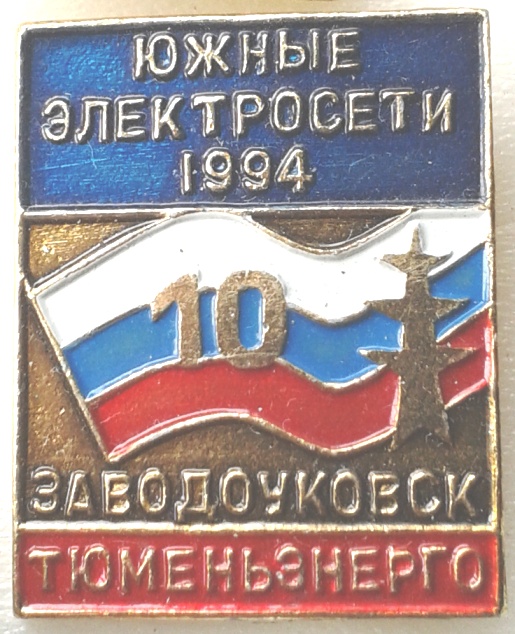 ЮЖНЫЕ
ЭЛЕКТРОСЕТИ
1994
10
ЗАВОДОУКОВСК
ТЮМЕНЬЭНЕРГО